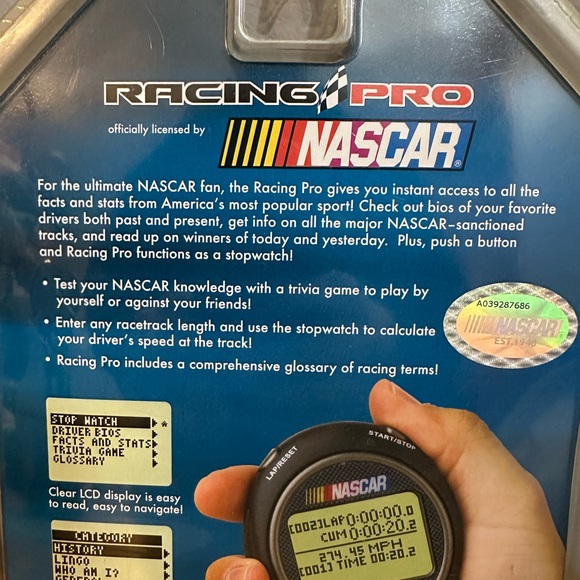 RACING PRO
officially licensed by
NASCAR
For the ultimate NASCAR fan, the Racing Pro gives you instant access to all the
facts and stats from America's most popular sport! Check out bios of your favorite
drivers both past and present, get info on all the major NASCAR-sanctioned
tracks, and read up on winners of today and yesterday. Plus, push a button
and Racing Pro functions as a stopwatch!
• Test your NASCAR knowledge with a trivia game to play by
yourself or against your friends!
• Enter any racetrack length and use the stopwatch to calculate
your driver's speed at the track!
• Racing Pro includes a comprehensive glossary of racing terms!
A039287686
NASCAR
EST. 1948
STOP WATCH
DRIVER BIOS
FACTS AND STATS
TRIVIA GAME
GLOSSARY
Clear LCD display is easy
to read, easy to navigate!
CATEGORY
HISTORY
LINGO
WHO AM I?
GENERAL
LAP/RESET
START/STOP
NASCAR
[002]LAP0:00:00.0
CUM 0:00:20.2
274.45 MPH
[001] TIME 00:20.2